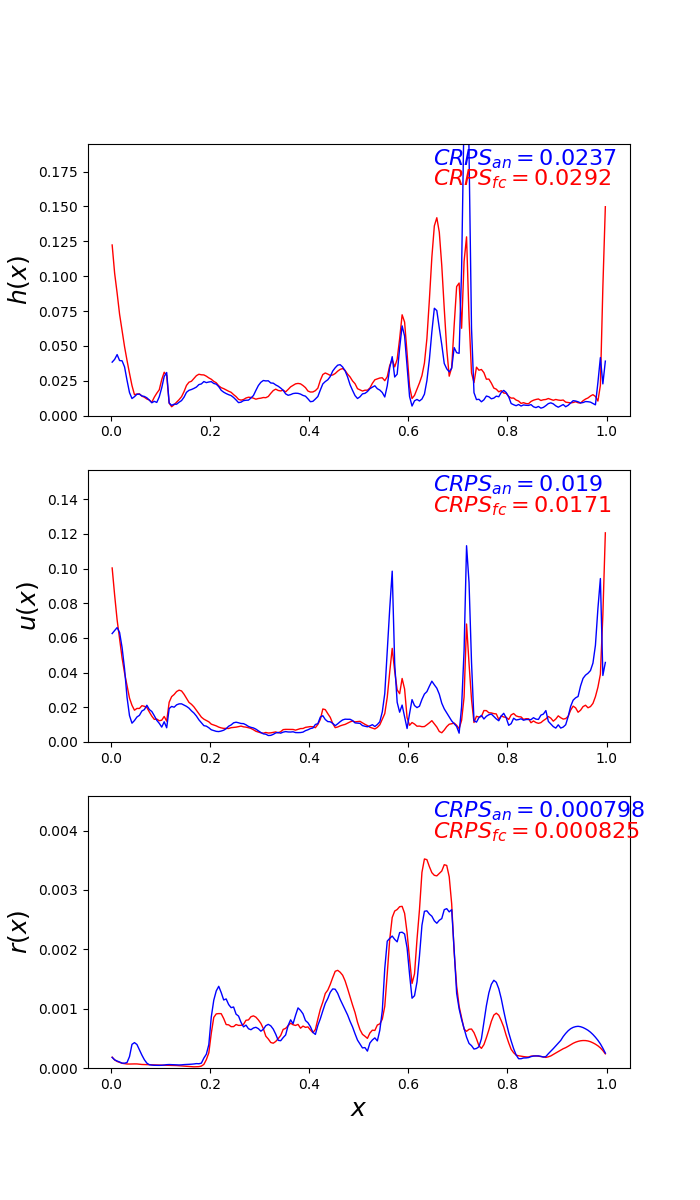 CRPS_an = 0.0237
CRPS_fc = 0.0292
h(x)
0.175
0.150
0.125
0.100
0.075
0.050
0.025
0.000
0.0 0.2 0.4 0.6 0.8 1.0
CRPS_an = 0.019
CRPS_fc = 0.0171
u(x)
0.14
0.12
0.10
0.08
0.06
0.04
0.02
0.00
0.0 0.2 0.4 0.6 0.8 1.0
CRPS_an = 0.000798
CRPS_fc = 0.000825
r(x)
0.004
0.003
0.002
0.001
0.000
0.0 0.2 0.4 0.6 0.8 1.0
x